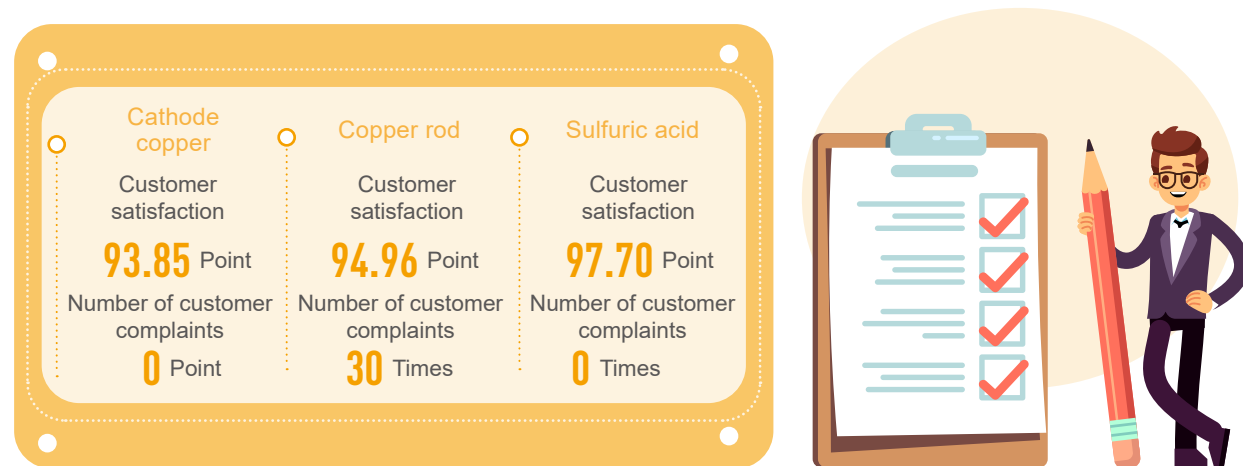 Cathode
copper
Customer
satisfaction
93.85 Point
Number of customer
complaints
0 Point
Copper rod
Customer
satisfaction
94.96 Point
Number of customer
complaints
30 Times
Sulfuric acid
Customer
satisfaction
97.70 Point
Number of customer
complaints
0 Times